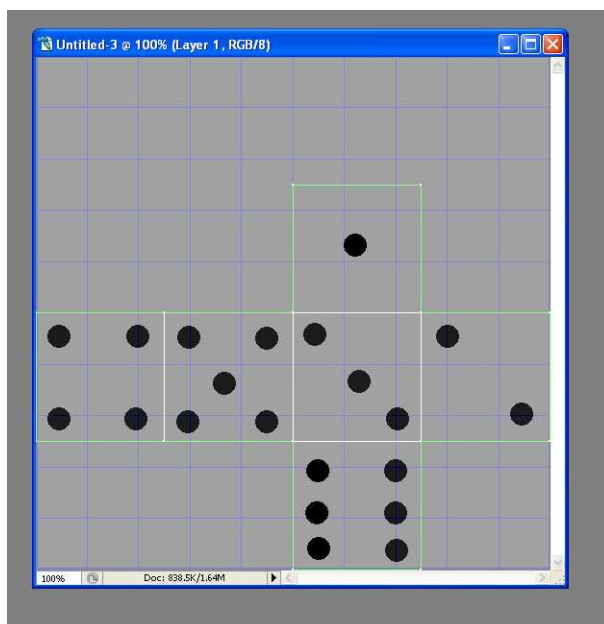 Untitled-3 @ 100% (Layer 1, RGB/8)
100% Doc: 838.5K/1.64M